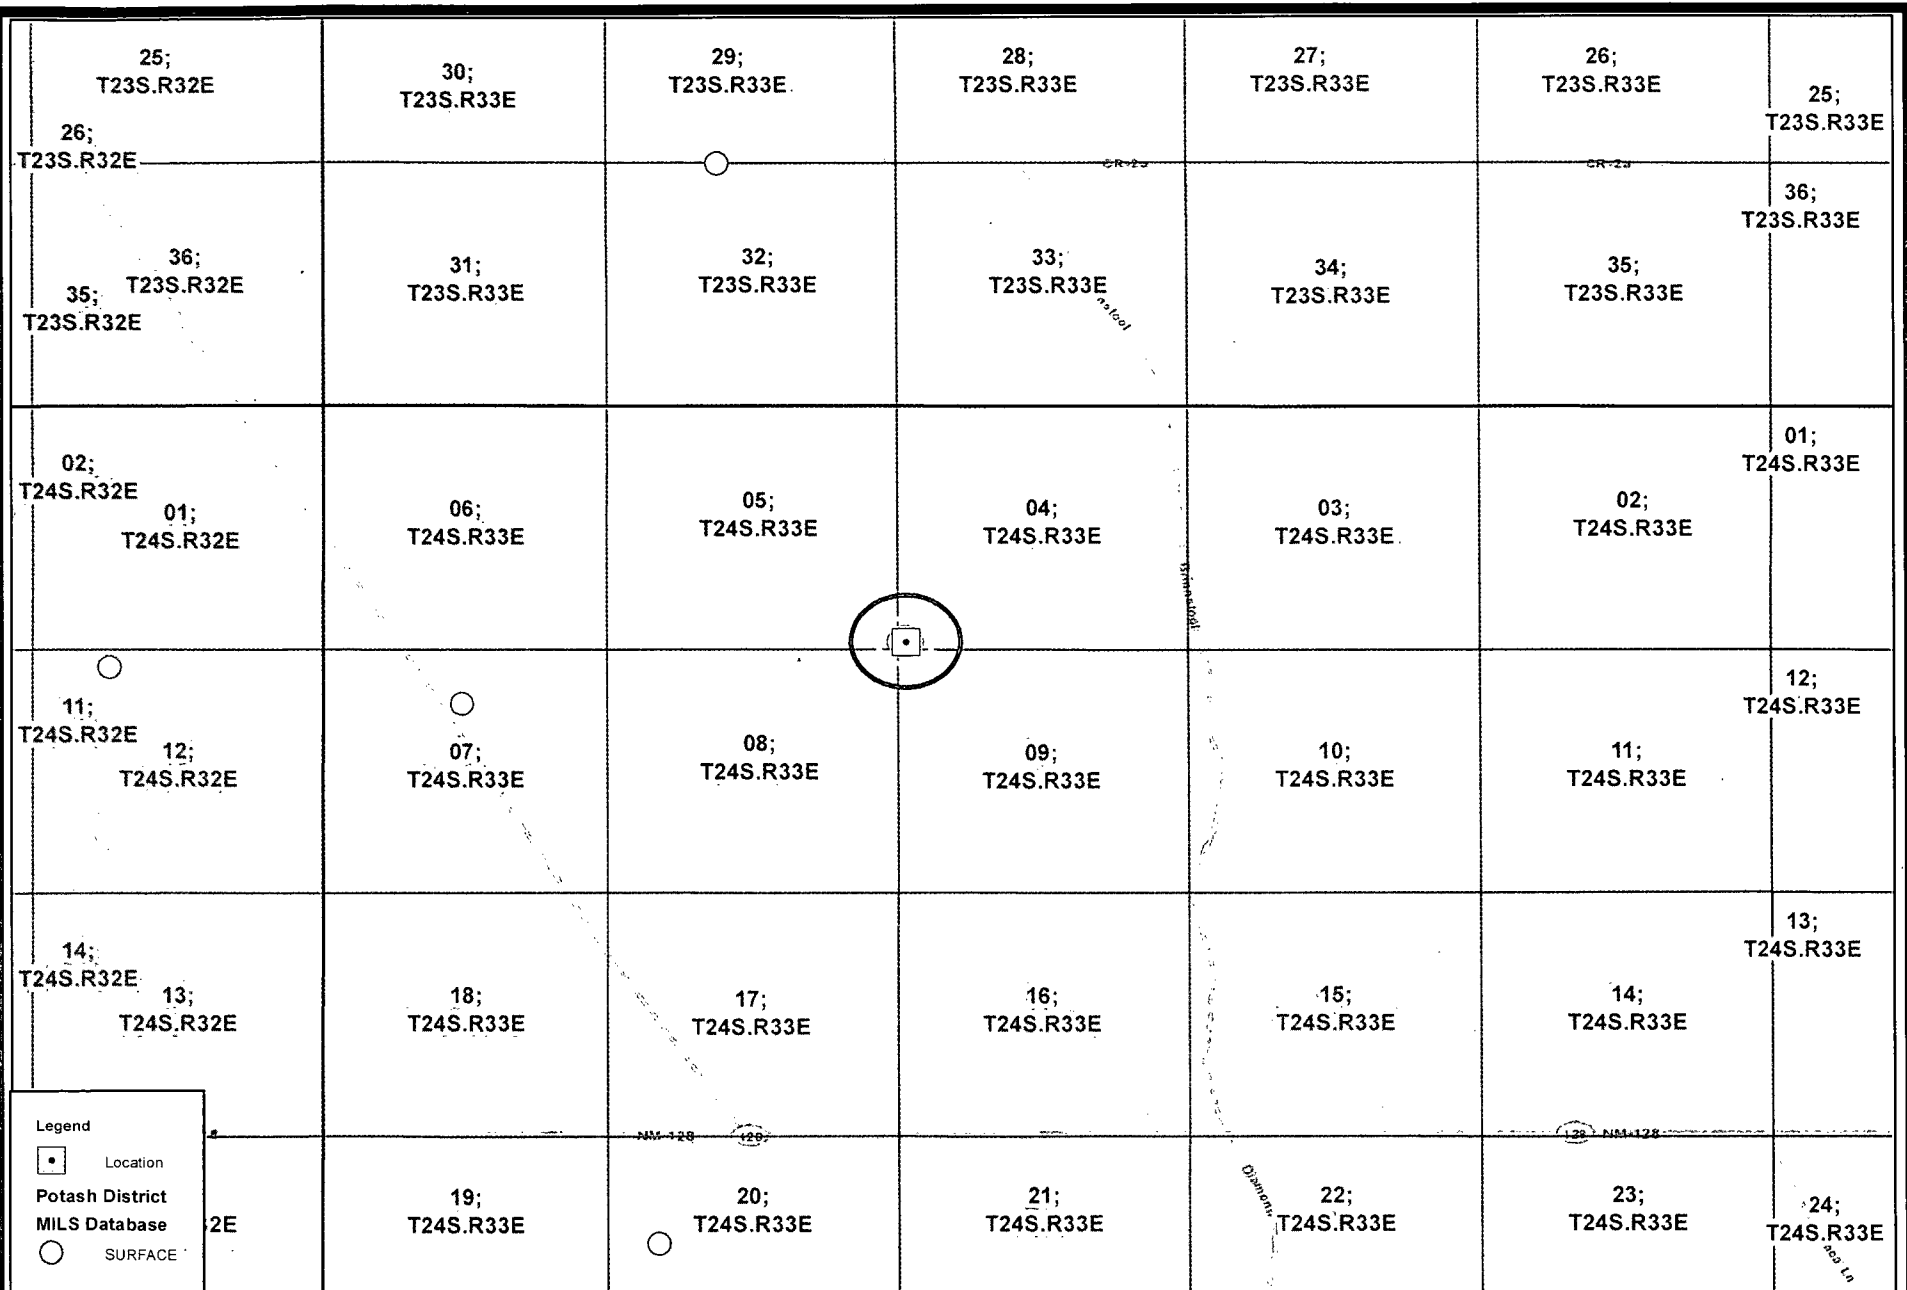 25;
T23S.R32E
30;
T23S.R33E
29;
T23S.R33E
28;
T23S.R33E
27;
T23S.R33E
26;
T23S.R33E
25;
T23S.R33E
26;
T23S.R32E
CR-2
36;
T23S.R33E
36;
T23S.R32E
31;
T23S.R33E
32;
T23S.R33E
33;
T23S.R33E
34;
T23S.R33E
35;
T23S.R33E
35;
T23S.R32E
02;
T24S.R32E
01;
T24S.R32E
06;
T24S.R33E
05;
T24S.R33E
04;
T24S.R33E
03;
T24S.R33E
02;
T24S.R33E
01;
T24S.R33E
11;
T24S.R32E
12;
T24S.R32E
07;
T24S.R33E
08;
T24S.R33E
09;
T24S.R33E
10;
T24S.R33E
11;
T24S.R33E
12;
T24S.R33E
14;
T24S.R32E
13;
T24S.R32E
18;
T24S.R33E
17;
T24S.R33E
16;
T24S.R33E
15;
T24S.R33E
14;
T24S.R33E
13;
T24S.R33E
NM-128
128
128
NM-128
Legend
Location
Potash District
MILS Database
SURFACE
32E
19;
T24S.R33E
20;
T24S.R33E
21;
T24S.R33E
22;
T24S.R33E
23;
T24S.R33E
24;
T24S.R33E